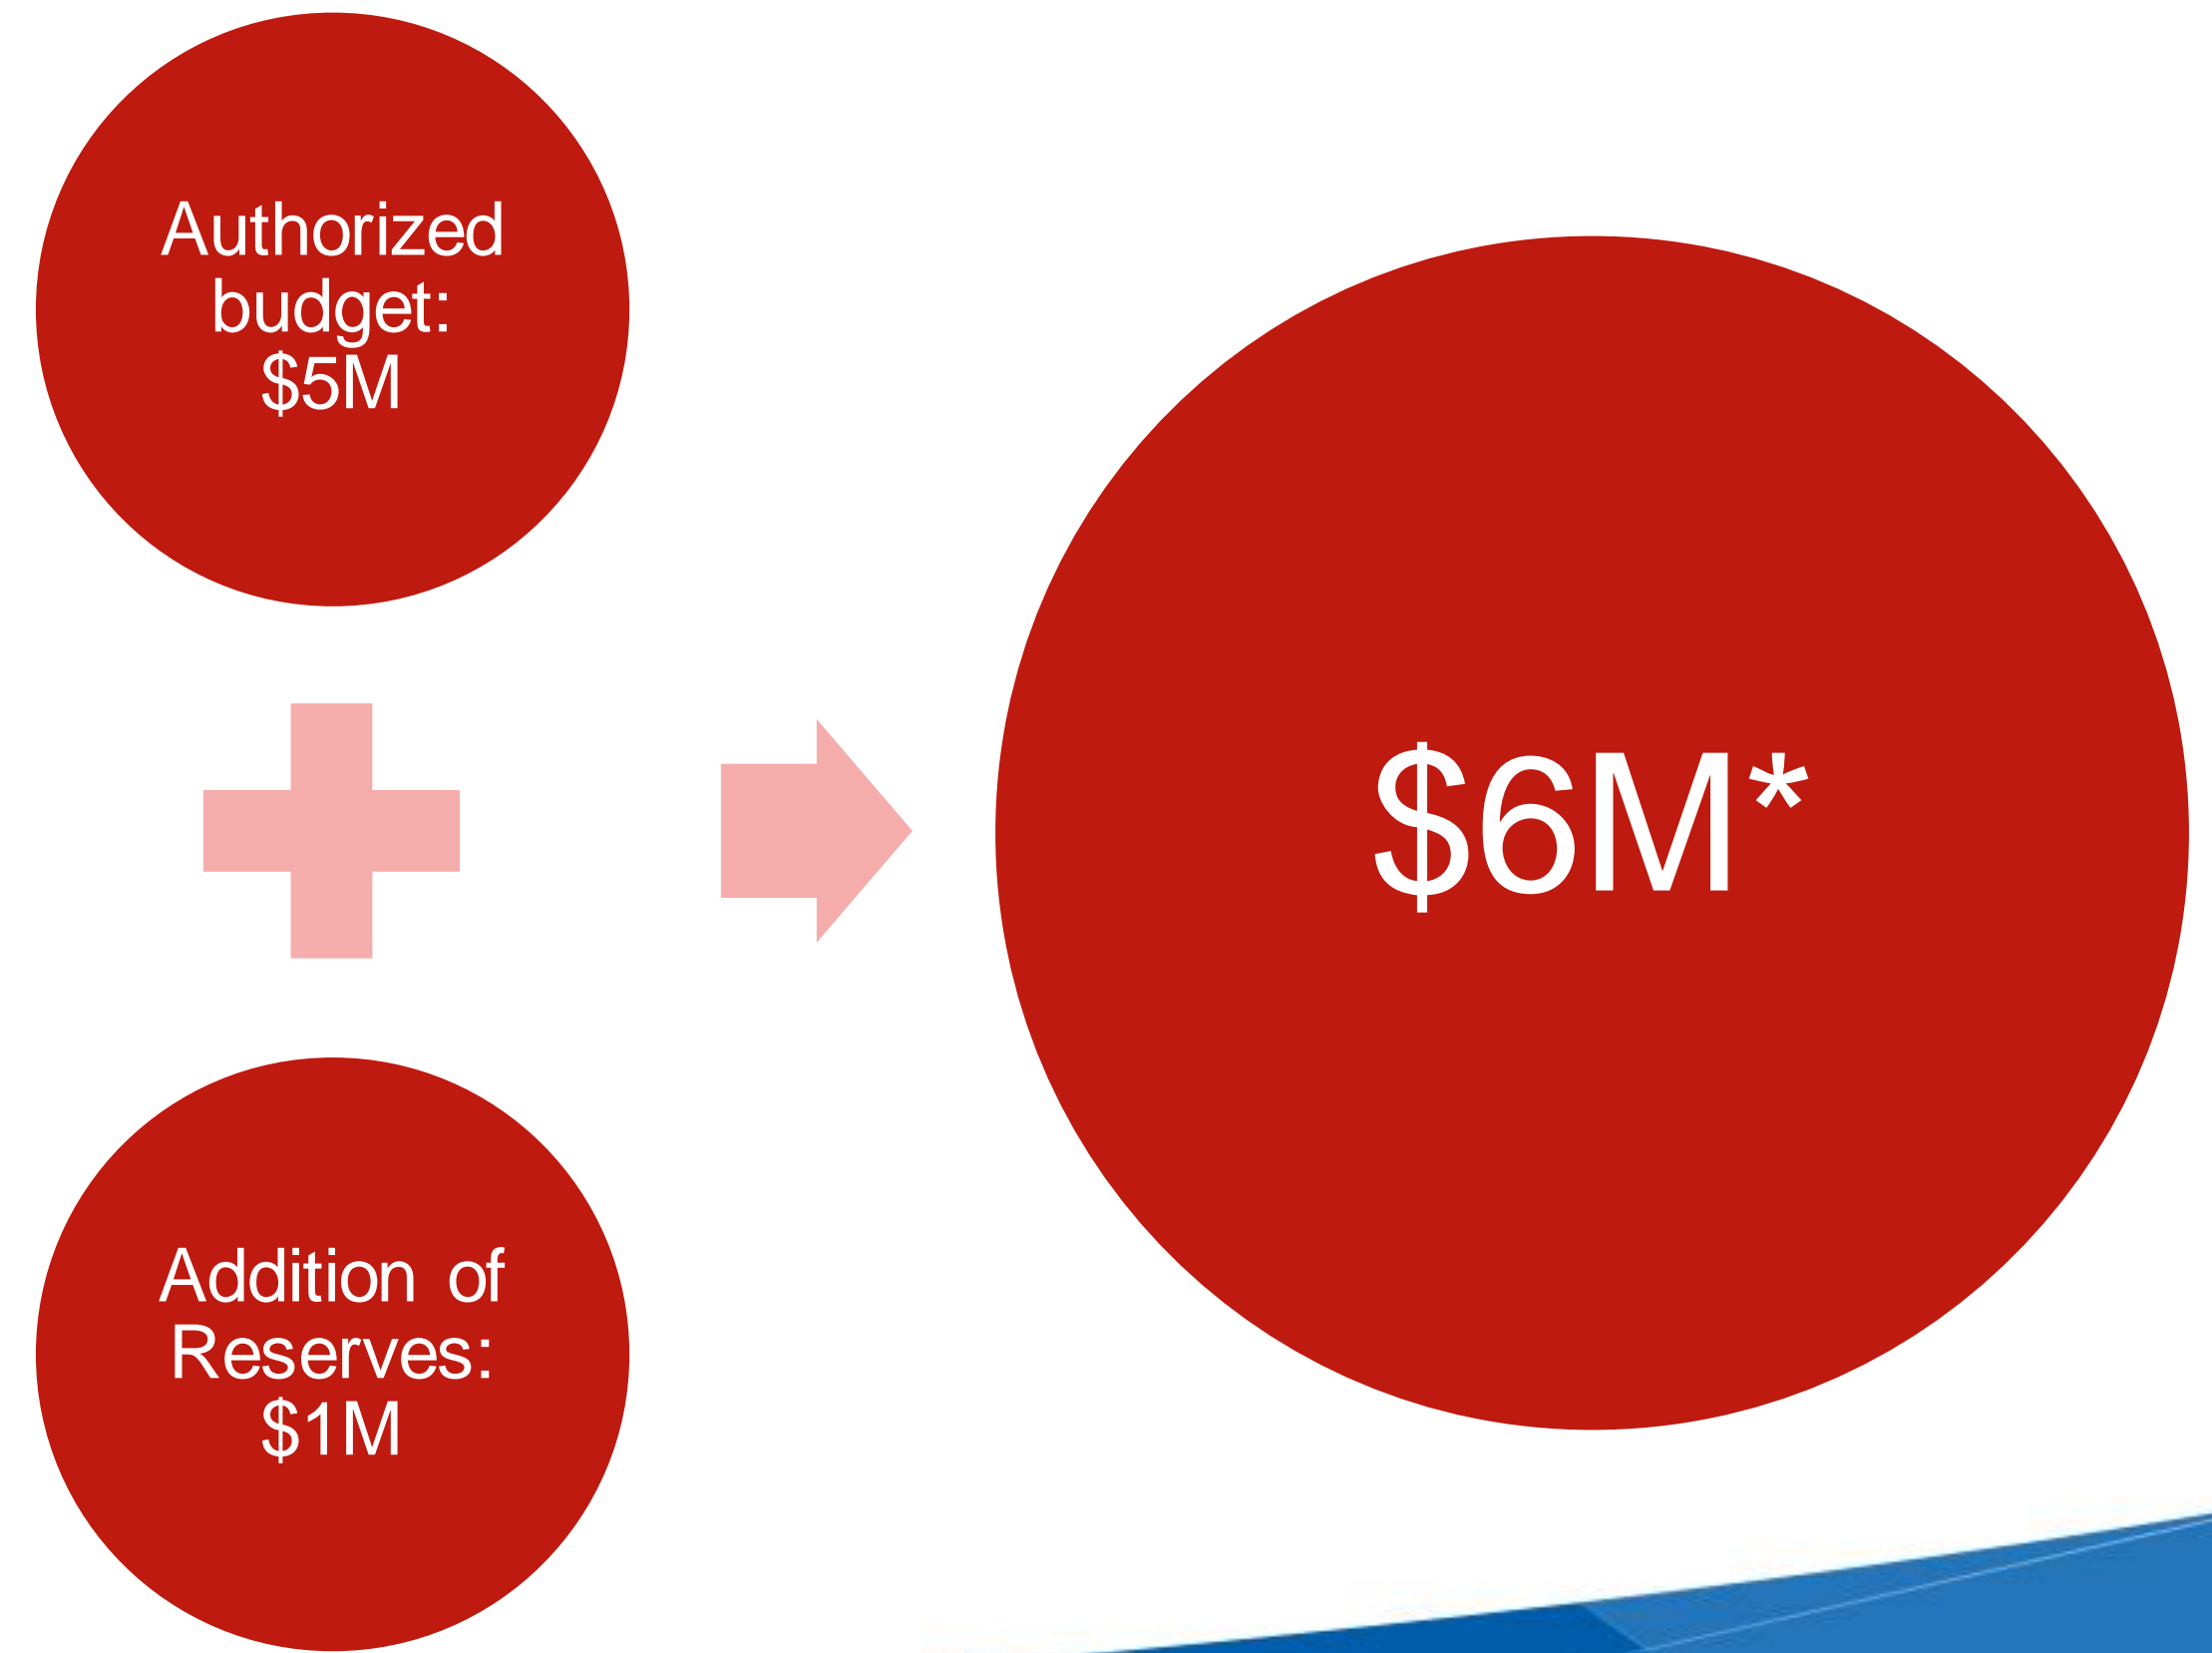 Authorized
budget:
$5M
Addition of
Reserves:
$1M
$6M*